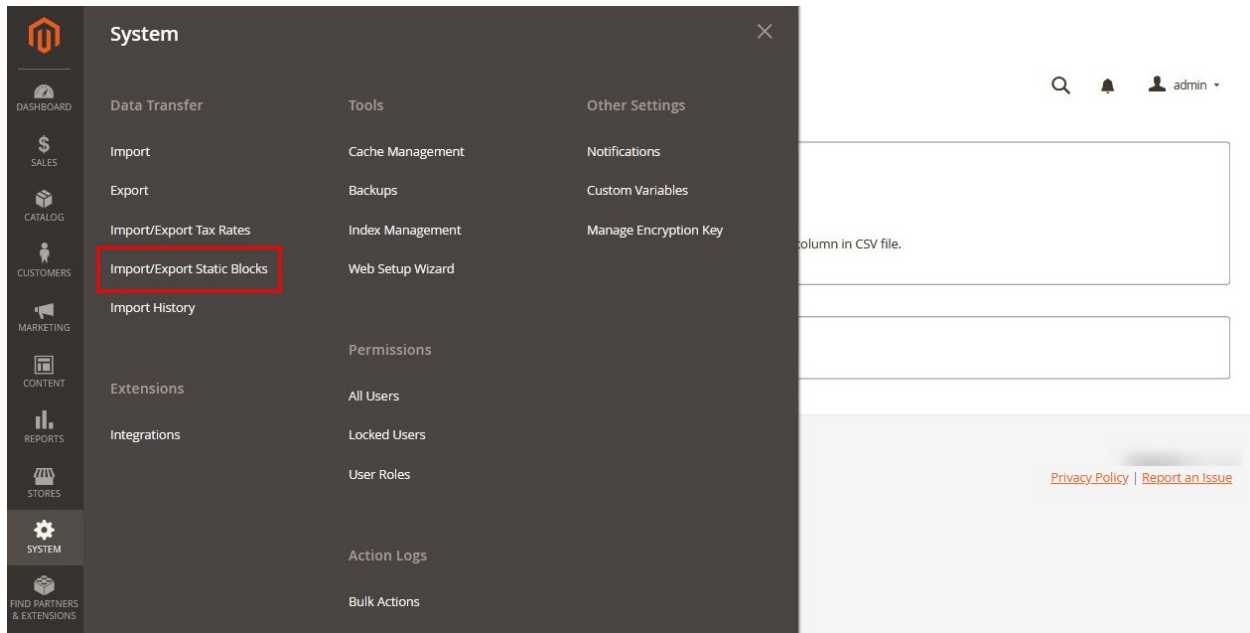 DASHBOARD
SALES
CATALOG
CUSTOMERS
MARKETING
CONTENT
REPORTS
STORES
SYSTEM
FIND PARTNERS
& EXTENSIONS
System
Data Transfer
Import
Export
Import/Export Tax Rates
Import/Export Static Blocks
Import History
Extensions
Integrations
Tools
Cache Management
Backups
Index Management
Web Setup Wizard
Permissions
All Users
Locked Users
User Roles
Action Logs
Bulk Actions
Other Settings
Notifications
Custom Variables
Manage Encryption Key
admin
column in CSV file.
Privacy Policy | Report an Issue